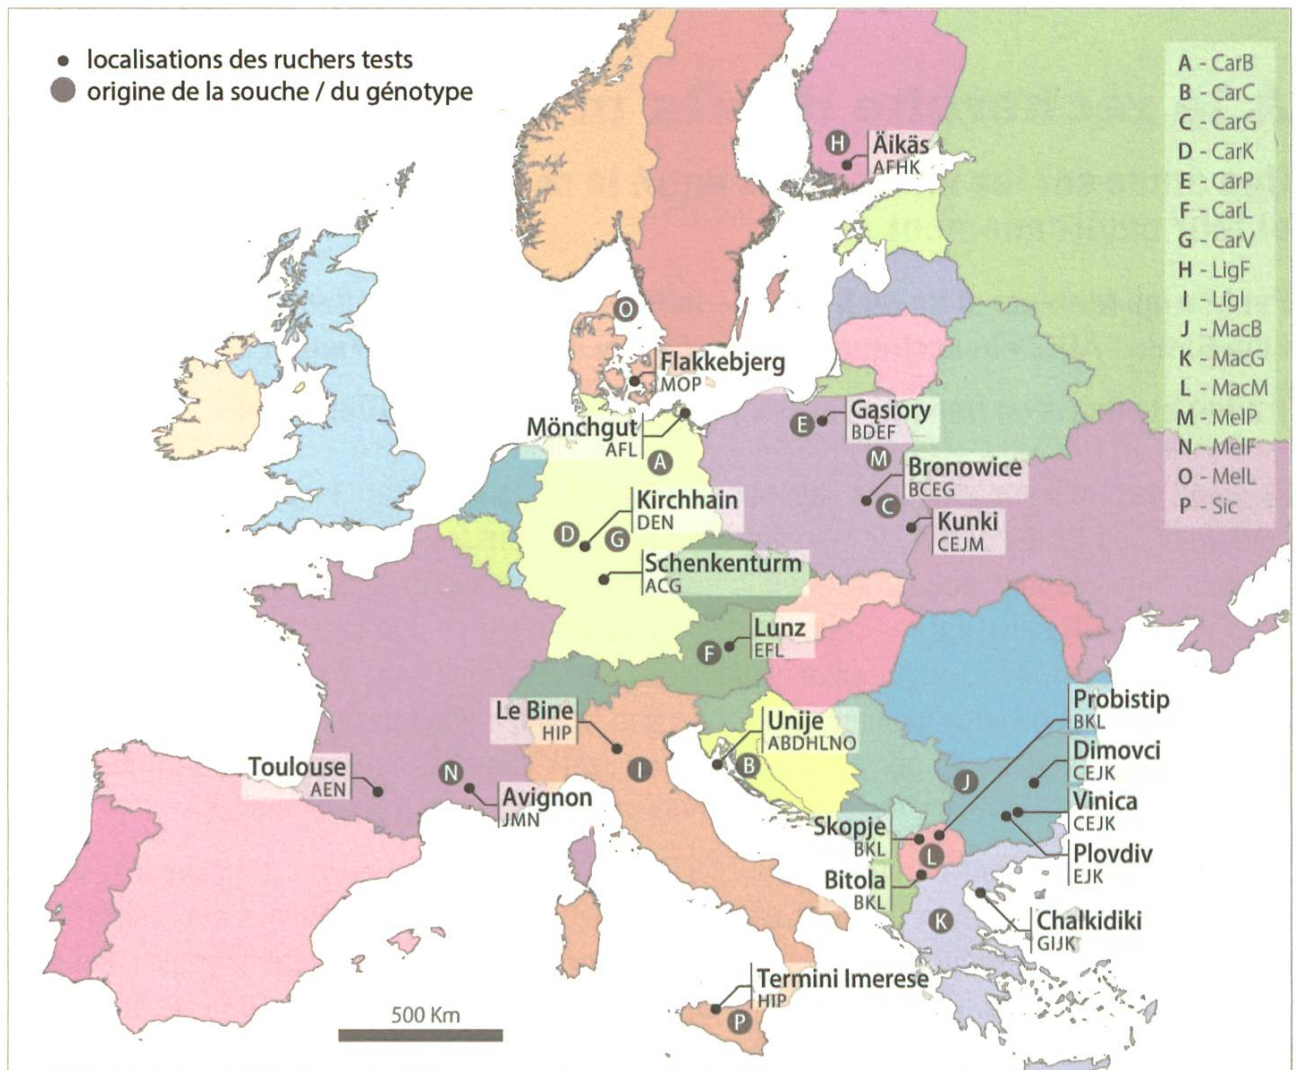 localisations des ruchers tests
origine de la souche / du génotype
A - CarB
B - CarC
C - CarG
D - CarK
E - CarP
F - CarL
G - CarV
H - LigF
I - LigI
J - MacB
K - MacG
L - MacM
M - MelP
N - MelF
O - MelL
P - Sic
H
Äikäs
AFHK
O
Flakkebjerg
MOP
Mönchgut
AFL
A
E
Gąsiory
BDEF
M
Bronowice
BCEG
C
Kunki
CEJM
Kirchhain
DEN
D
G
Schenkenturm
ACG
Lunz
EFL
F
Le Bine
HIP
I
Unije
ABDHLNO
B
Toulouse
AEN
N
Avignon
JMN
Probistip
BKL
Dimovci
CEJK
J
Vinica
CEJK
Skopje
BKL
L
Plovdiv
EJK
Bitola
BKL
K
Chalkidiki
GIJK
Termini Imerese
HIP
P
500 Km